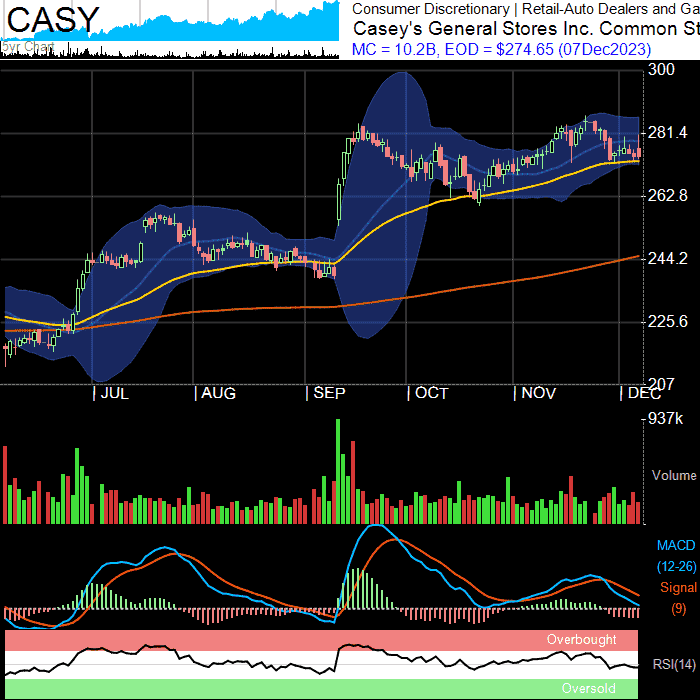 CASY
5yr Chart
Consumer Discretionary | Retail-Auto Dealers and Ga
Casey's General Stores Inc. Common St
MC = 10.2B, EOD = $274.65 (07Dec2023)
300
281.4
262.8
244.2
225.6
207
| JUL | AUG | SEP | OCT | NOV | DEC
937k
Volume
MACD
(12-26)
Signal
(9)
Overbought
RSI(14)
Oversold